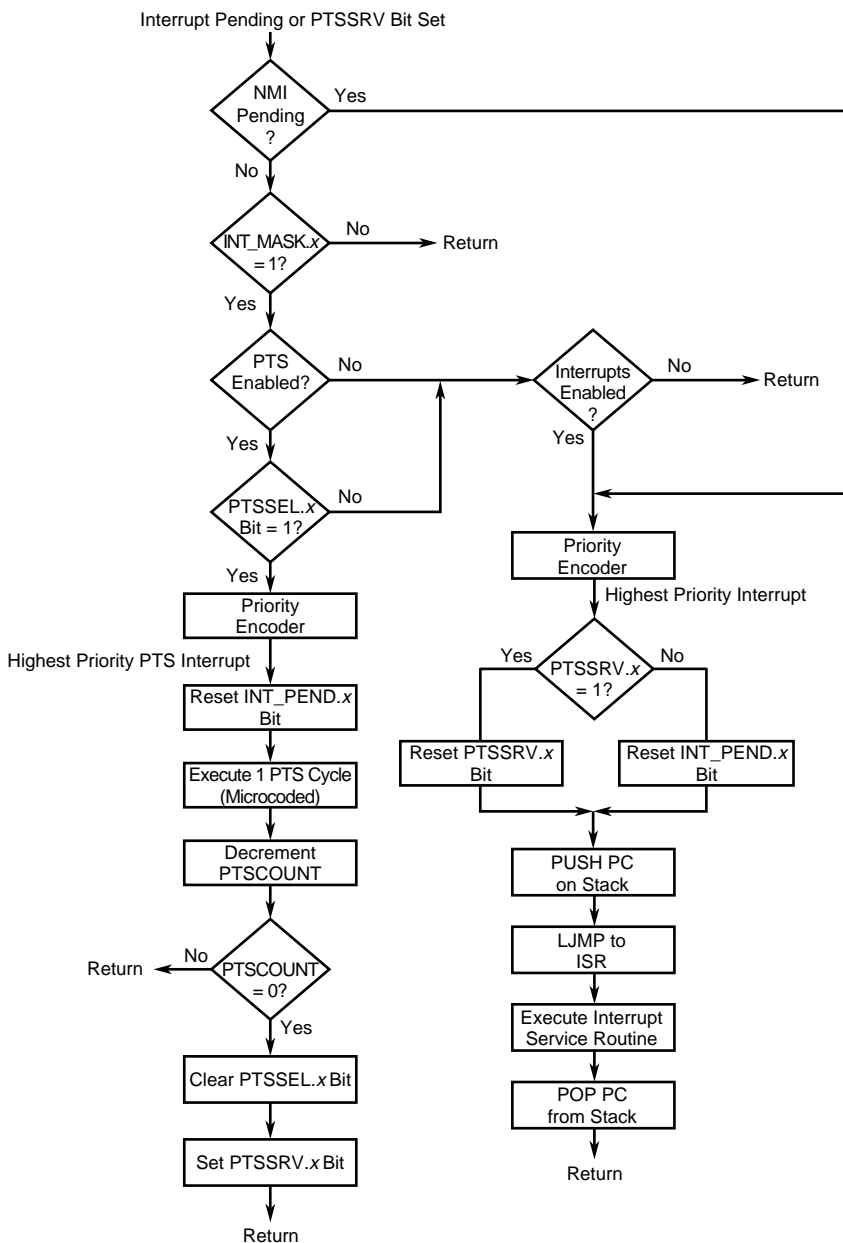 Interrupt Pending or PTSSRV Bit Set
NMI
Pending
?
Yes
No
INT_MASK.x
= 1?
No
Return
Yes
PTS
Enabled?
No
Interrupts
Enabled
?
No
Return
Yes
Yes
PTSSEL.x
Bit = 1?
No
Yes
Priority
Encoder
Highest Priority Interrupt
Priority
Encoder
Highest Priority PTS Interrupt
Yes
PTSSRV.x
= 1?
No
Reset INT_PEND.x
Bit
Reset PTSSRV.x
Bit
Reset INT_PEND.x
Bit
Execute 1 PTS Cycle
(Microcoded)
Decrement
PTSCOUNT
PUSH PC
on Stack
No
Return
PTSCOUNT
= 0?
Yes
LJMP to
ISR
Execute Interrupt
Service Routine
Clear PTSSEL.x Bit
POP PC
from Stack
Set PTSSRV.x Bit
Return
Return